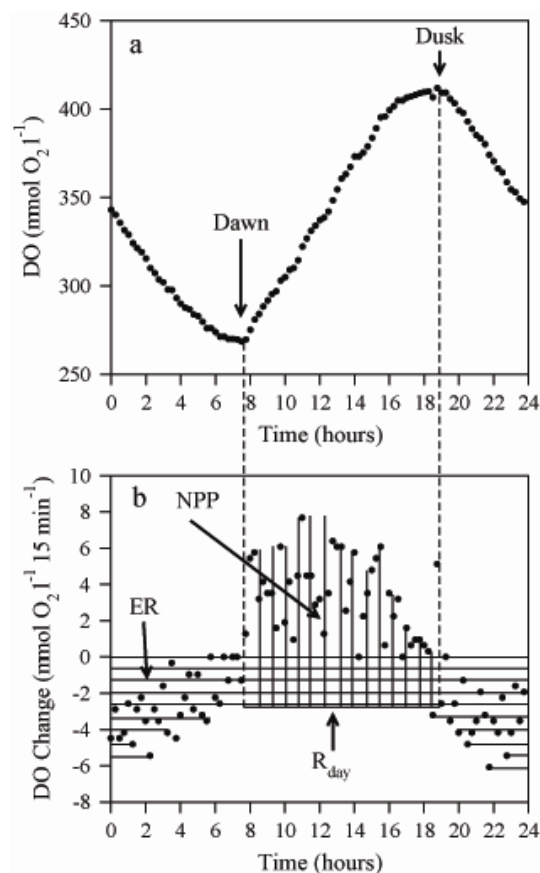 450
a
Dusk
400
350
Dawn
300
250
DO (mmol O2 l-1)
0 2 4 6 8 10 12 14 16 18 20 22 24
Time (hours)
10
b
NPP
8
6
4
ER
2
0
-2
-4
-6
-8
Rday
DO Change (mmol O2 l-1 15 min-1)
0 2 4 6 8 10 12 14 16 18 20 22 24
Time (hours)